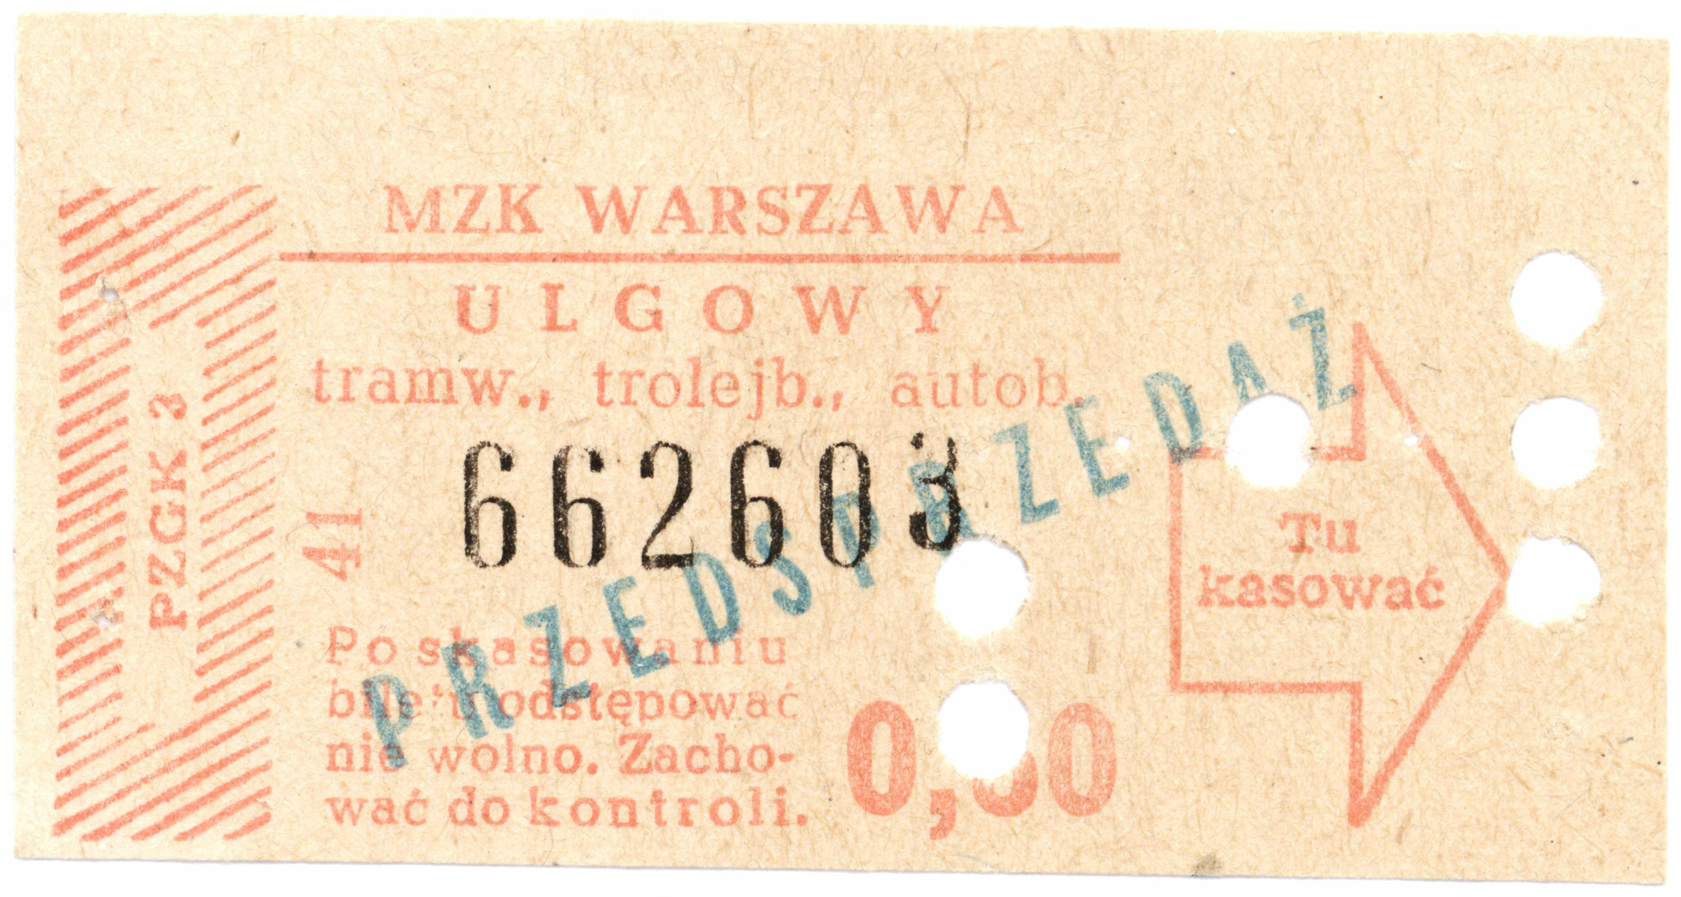 MZK WARSZAWA
ULGOWY
tramw., trolejb., autob.
662603
PRZEDSPRZEDAŻ
PZGK 3
41
Tu
kasować
Po skasowaniu
biletu odstępować
nie wolno. Zacho-
wać do kontroli.